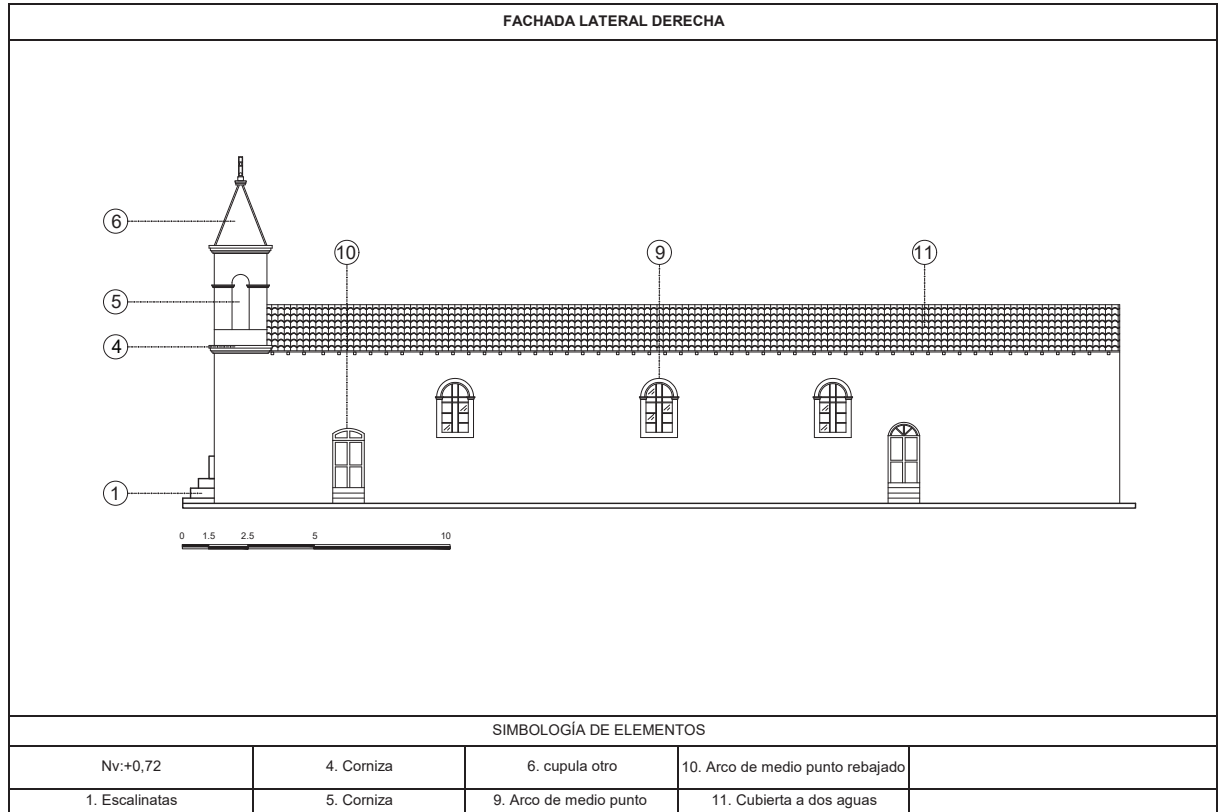 FACHADA LATERAL DERECHA
6
10
9
11
5
4
1
0 1.5 2.5 5 10
SIMBOLOGÍA DE ELEMENTOS
Nv:+0,72 4. Corniza 6. cupula otro 10. Arco de medio punto rebajado
1. Escalinatas 5. Corniza 9. Arco de medio punto 11. Cubierta a dos aguas